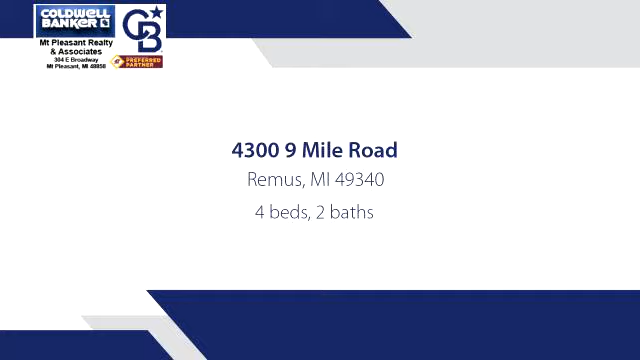 COLDWELL
BANKER
CB
Mt Pleasant Realty
& Associates
304 E Broadway
Mt Pleasant, MI 48858
PREFERRED
PARTNER
4300 9 Mile Road
Remus, MI 49340
4 beds, 2 baths